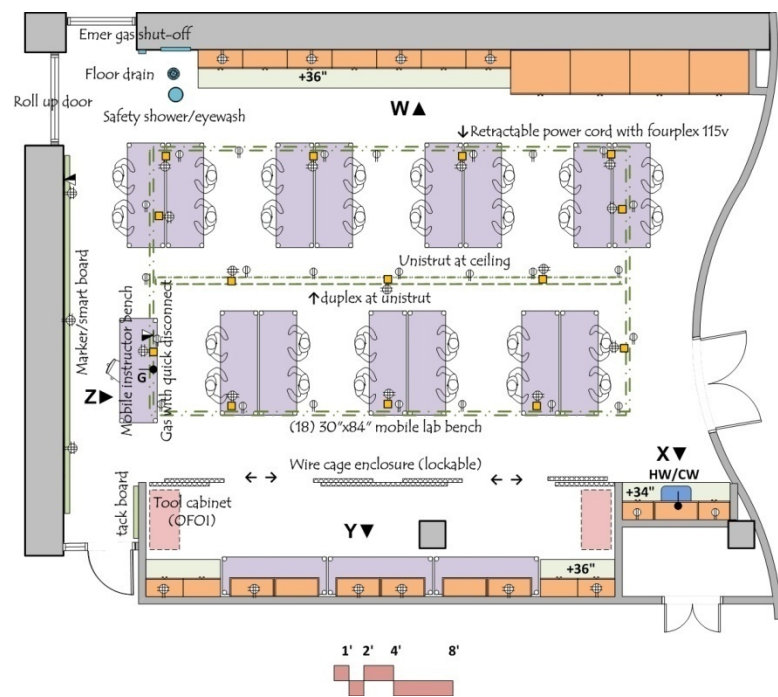 Emer gas shut-off
Floor drain
+36"
Roll up door
Safety shower/eyewash
W▲
↓Retractable power cord with fourplex 115v
Unistrut at ceiling
↑duplex at unistrut
Marker/smart board
Mobile instructor bench
Gas with quick disconnect
G
Z►
(18) 30"x84" mobile lab bench
X▼
HW/CW
Wire cage enclosure (lockable)
+34"
tack board
Tool cabinet
(OFOI)
Y▼
+36"
1' 2' 4' 8'